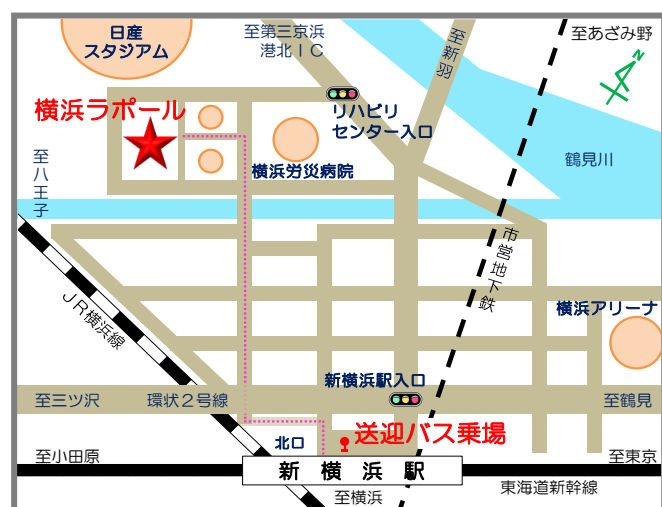 日産
スタジアム
至第三京浜
港北ＩＣ
至新羽
至あざみ野
N
横浜ラポール
リハビリ
センター入口
横浜労災病院
鶴見川
至八王子
市営地下鉄
ＪＲ横浜線
横浜アリーナ
新横浜駅入口
至三ツ沢
環状２号線
至鶴見
送迎バス乗場
北口
至小田原
新横浜駅
至東京
至横浜
東海道新幹線